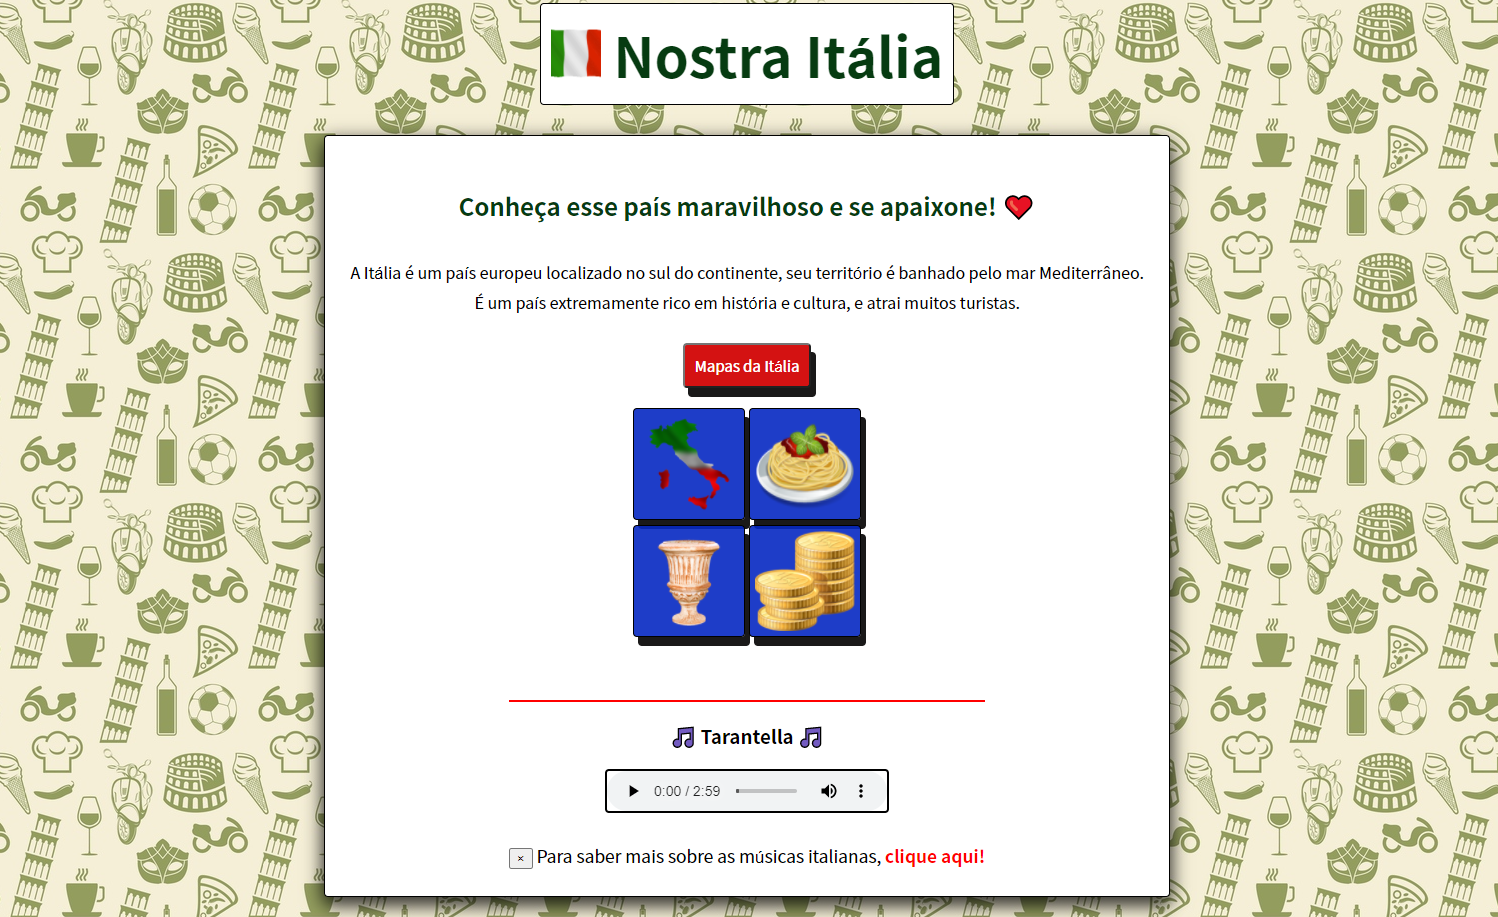 Nostra Itália
Conheça esse país maravilhoso e se apaixone!
A Itália é um país europeu localizado no sul do continente, seu território é banhado pelo mar Mediterrâneo.
É um país extremamente rico em história e cultura, e atrai muitos turistas.
Mapas da Itália
Tarantella
0:00 / 2:59
× Para saber mais sobre as músicas italianas, clique aqui!